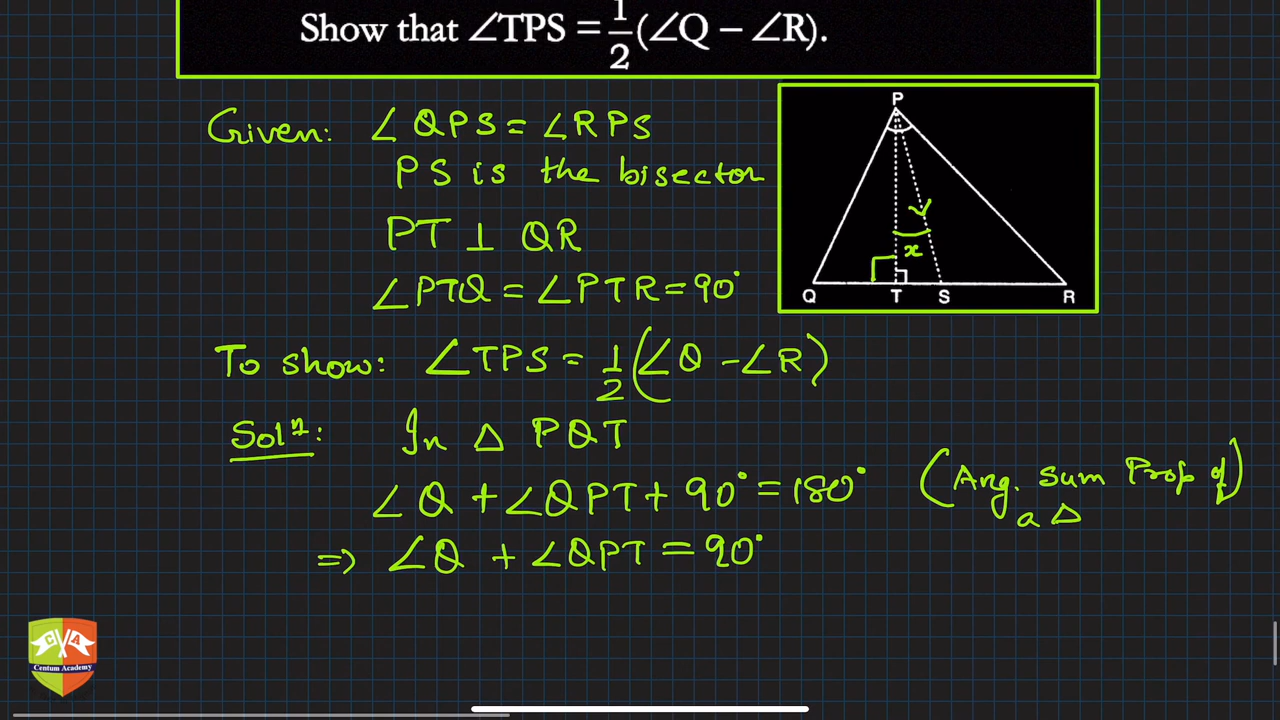 Show that ∠TPS = 1/2 (∠Q − ∠R).
Given: ∠QPS = ∠RPS
PS is the bisector
PT ⊥ QR
∠PTQ = ∠PTR = 90°
P
x
Q T S R
To show: ∠TPS = 1/2 (∠Q − ∠R)
Solⁿ: In △ PQT
∠Q + ∠QPT + 90° = 180° (Ang. Sum Prop of
a △)
⇒ ∠Q + ∠QPT = 90°
C A
Centum Academy